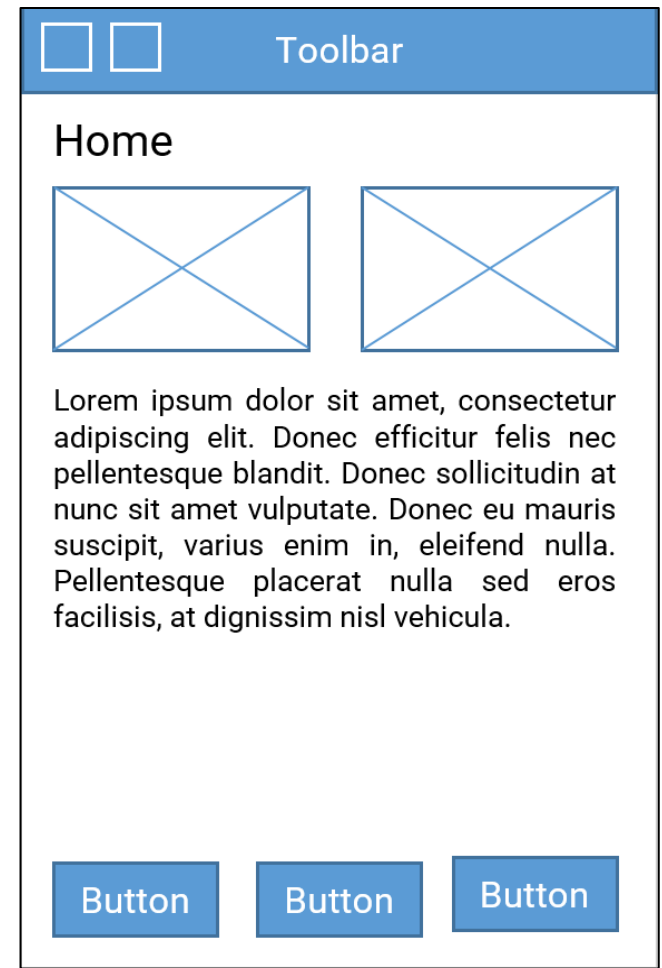 Toolbar
Home
Lorem ipsum dolor sit amet, consectetur
adipiscing elit. Donec efficitur felis nec
pellentesque blandit. Donec sollicitudin at
nunc sit amet vulputate. Donec eu mauris
suscipit, varius enim in, eleifend nulla.
Pellentesque placerat nulla sed eros
facilisis, at dignissim nisl vehicula.
Button Button Button